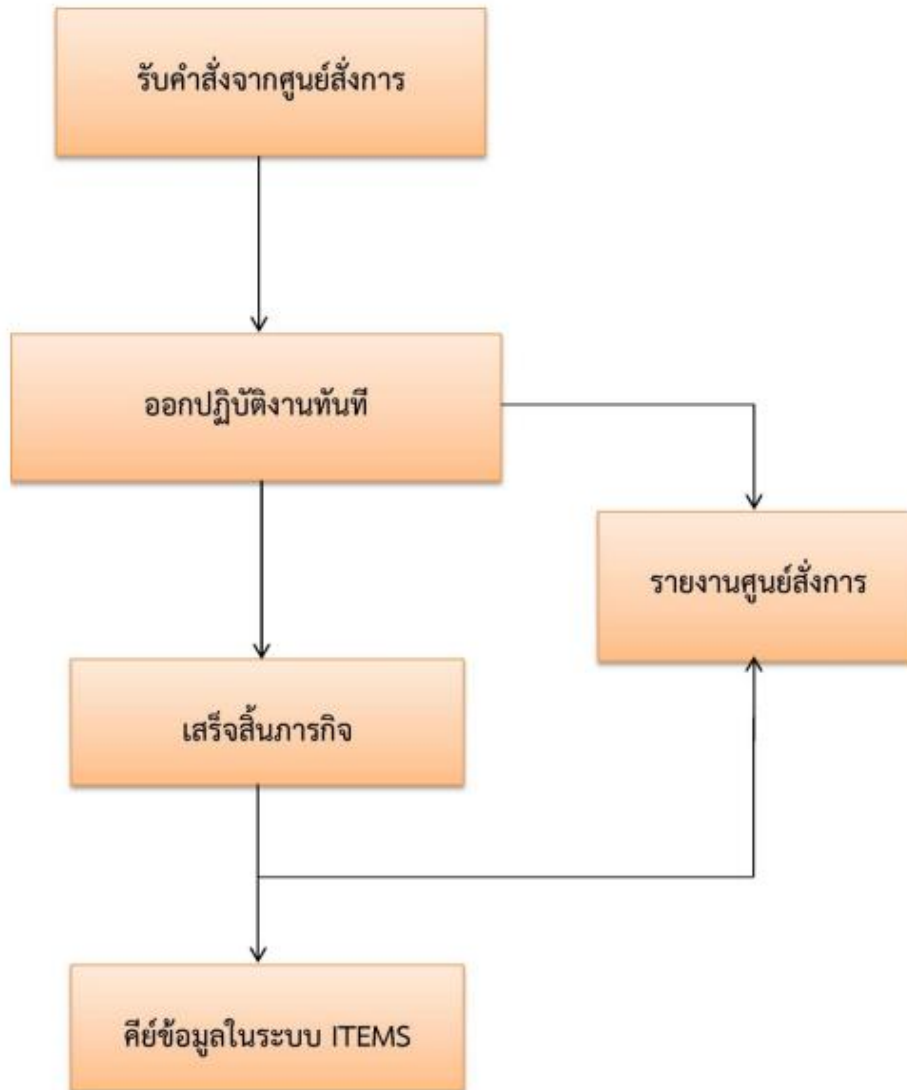 รับคำสั่งจากศูนย์สั่งการ
ออกปฏิบัติงานทันที
รายงานศูนย์สั่งการ
เสร็จสิ้นภารกิจ
คีย์ข้อมูลในระบบ ITEMS